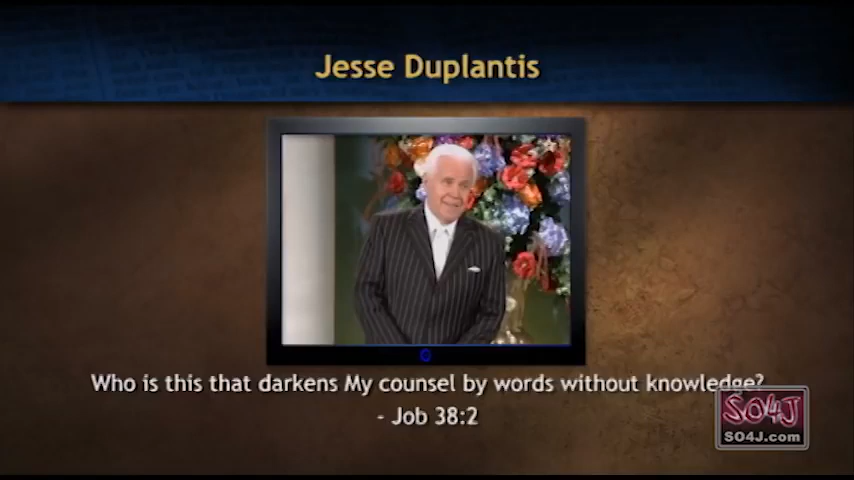 Jesse Duplantis
Who is this that darkens My counsel by words without knowledge?
- Job 38:2
SO4J
SO4J.com